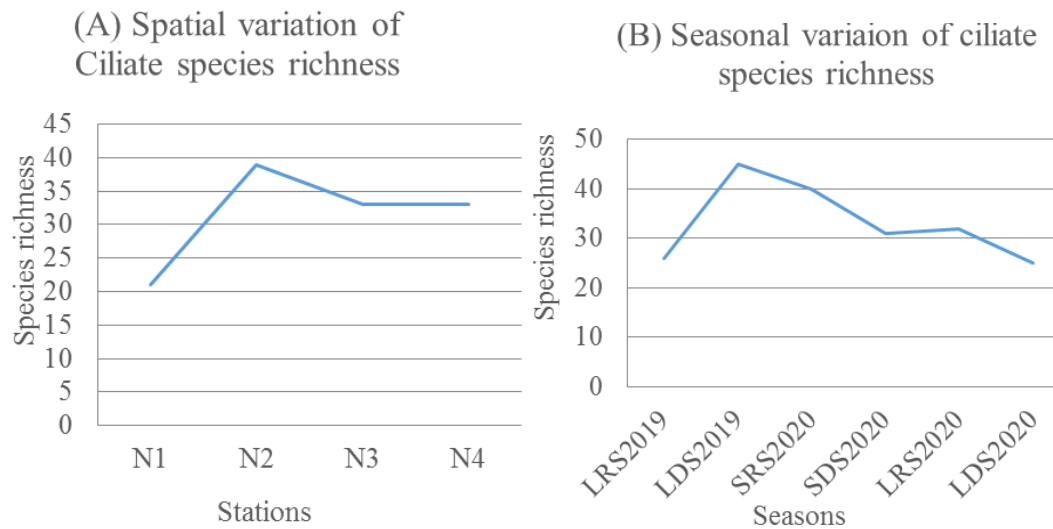 (A) Spatial variation of
Ciliate species richness
Species richness
45
40
35
30
25
20
15
10
5
0
N1 N2 N3 N4
Stations
(B) Seasonal variaion of ciliate
species richness
Species richness
50
40
30
20
10
0
LRS2019 LDS2019 SRS2020 SDS2020 LRS2020 LDS2020
Seasons